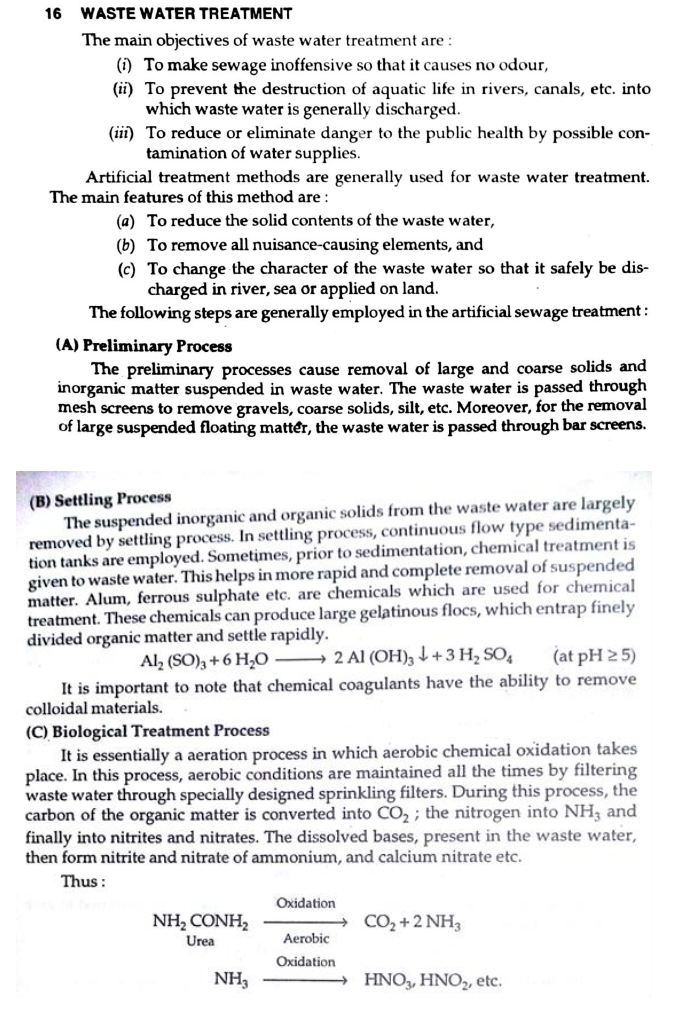 16 WASTE WATER TREATMENT
The main objectives of waste water treatment are :
(i) To make sewage inoffensive so that it causes no odour,
(ii) To prevent the destruction of aquatic life in rivers, canals, etc. into
which waste water is generally discharged.
(iii) To reduce or eliminate danger to the public health by possible con-
tamination of water supplies.
Artificial treatment methods are generally used for waste water treatment.
The main features of this method are :
(a) To reduce the solid contents of the waste water,
(b) To remove all nuisance-causing elements, and
(c) To change the character of the waste water so that it safely be dis-
charged in river, sea or applied on land.
The following steps are generally employed in the artificial sewage treatment :
(A) Preliminary Process
The preliminary processes cause removal of large and coarse solids and
inorganic matter suspended in waste water. The waste water is passed through
mesh screens to remove gravels, coarse solids, silt, etc. Moreover, for the removal
of large suspended floating matter, the waste water is passed through bar screens.
(B) Settling Process
The suspended inorganic and organic solids from the waste water are largely
removed by settling process. In settling process, continuous flow type sedimenta-
tion tanks are employed. Sometimes, prior to sedimentation, chemical treatment is
given to waste water. This helps in more rapid and complete removal of suspended
matter. Alum, ferrous sulphate etc. are chemicals which are used for chemical
treatment. These chemicals can produce large gelatinous flocs, which entrap finely
divided organic matter and settle rapidly.
Al₂ (SO)₃ + 6 H₂O ⟶ 2 Al (OH)₃ ↓ + 3 H₂ SO₄ (at pH ≥ 5)
It is important to note that chemical coagulants have the ability to remove
colloidal materials.
(C) Biological Treatment Process
It is essentially a aeration process in which aerobic chemical oxidation takes
place. In this process, aerobic conditions are maintained all the times by filtering
waste water through specially designed sprinkling filters. During this process, the
carbon of the organic matter is converted into CO₂ ; the nitrogen into NH₃ and
finally into nitrites and nitrates. The dissolved bases, present in the waste water,
then form nitrite and nitrate of ammonium, and calcium nitrate etc.
Thus :
Oxidation
NH₂ CONH₂ ⟶ CO₂ + 2 NH₃
Urea Aerobic
Oxidation
NH₃ ⟶ HNO₃, HNO₂, etc.